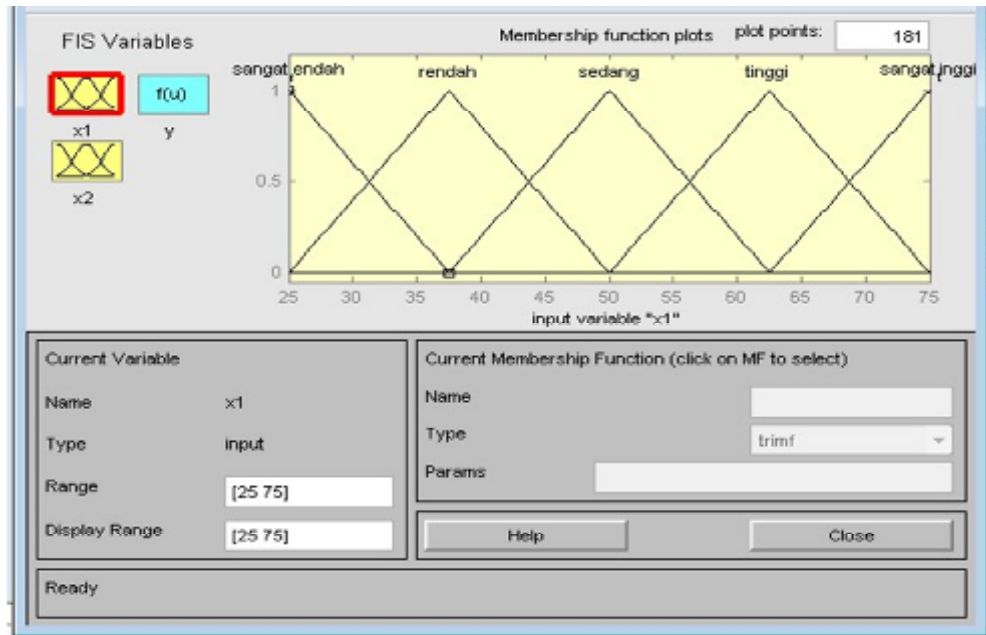 FIS Variables
Membership function plots
plot points:
181
f(u)
x1
y
x2
sangat endah
rendah
sedang
tinggi
sangat inggi
1
0.5
0
25 30 35 40 45 50 55 60 65 70 75
input variable "x1"
Current Variable
Name x1
Type input
Range [25 75]
Display Range [25 75]
Current Membership Function (click on MF to select)
Name
Type trimf
Params
Help
Close
Ready